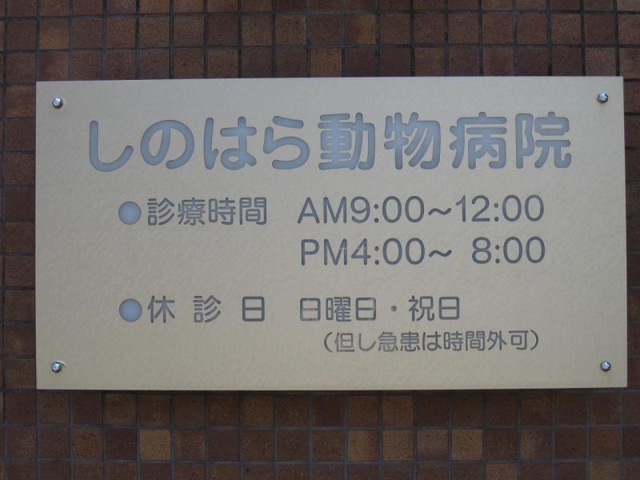 しのはら動物病院
●診療時間 AM9:00～12:00
PM4:00～ 8:00
●休診日 日曜日・祝日
（但し急患は時間外可）